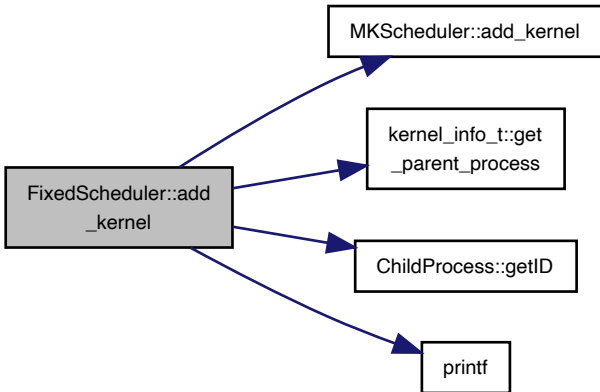 MKScheduler::add_kernel
kernel_info_t::get
_parent_process
FixedScheduler::add
_kernel
ChildProcess::getID
printf